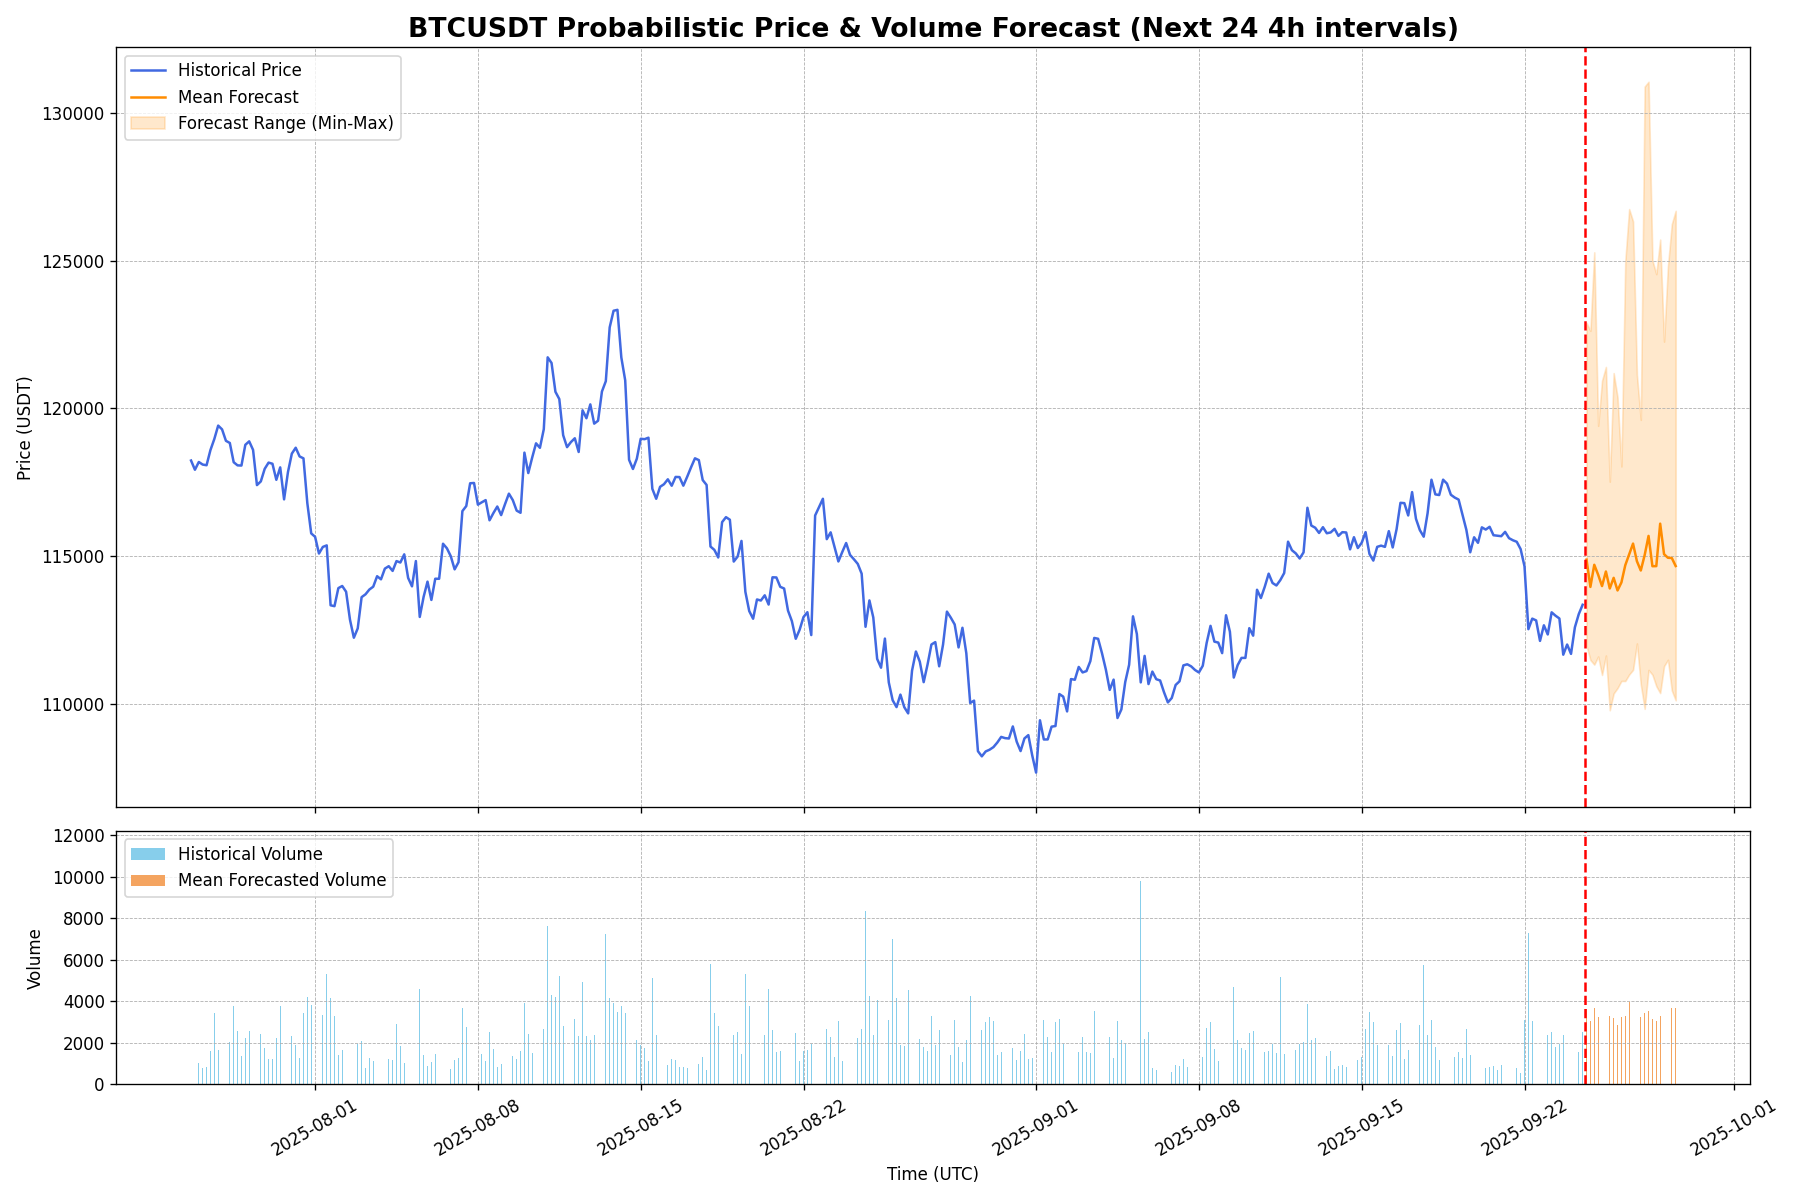 BTCUSDT Probabilistic Price & Volume Forecast (Next 24 4h intervals)
Historical Price
Mean Forecast
Forecast Range (Min-Max)
130000
125000
120000
115000
110000
Price (USDT)
Historical Volume
Mean Forecasted Volume
12000
10000
8000
6000
4000
2000
0
Volume
2025-08-01
2025-08-08
2025-08-15
2025-08-22
2025-09-01
2025-09-08
2025-09-15
2025-09-22
2025-10-01
Time (UTC)